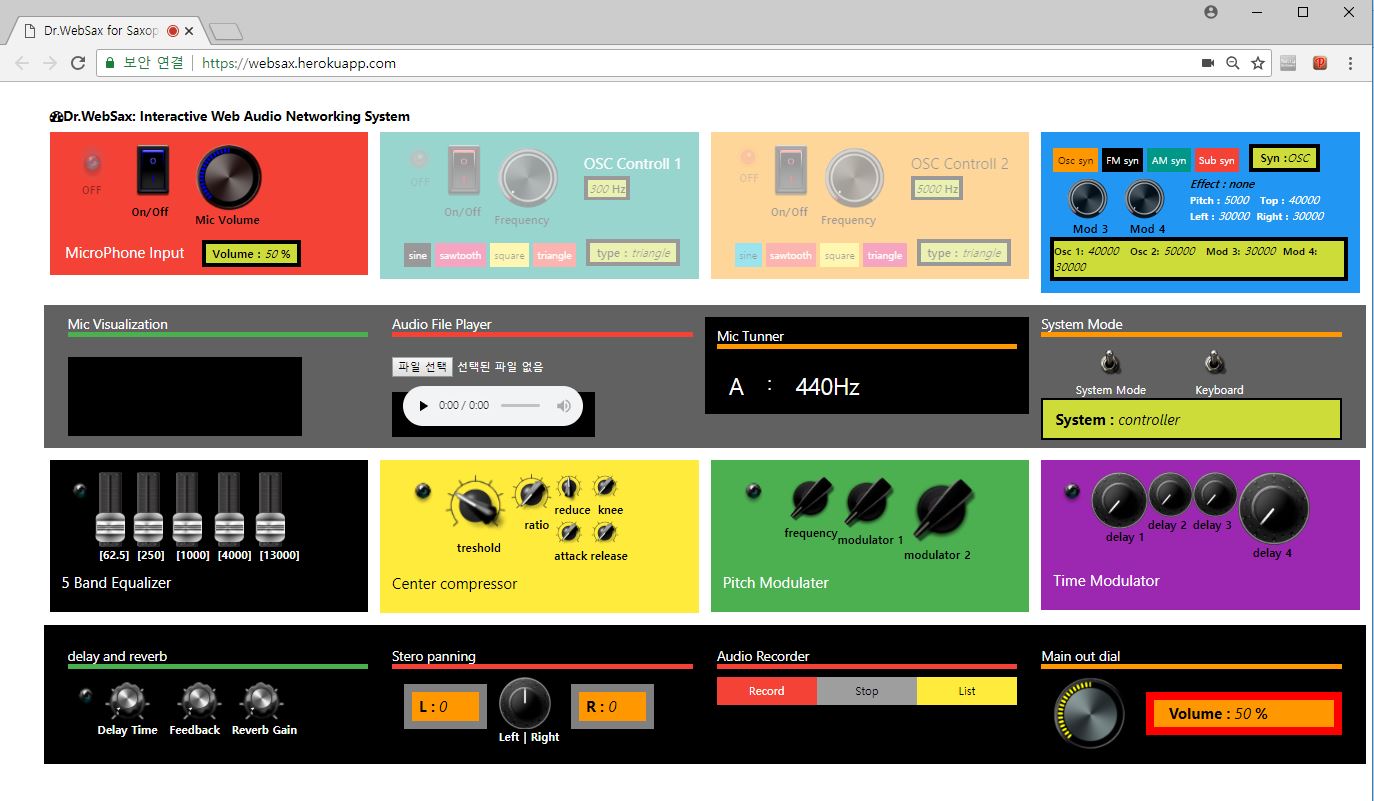 Dr.WebSax for Saxop
보안 연결 https://websax.herokuapp.com
Dr.WebSax: Interactive Web Audio Networking System
OFF
On/Off
Mic Volume
MicroPhone Input
Volume : 50 %
OFF
On/Off
Frequency
OSC Controll 1
300 Hz
sine sawtooth square triangle
type : triangle
OFF
On/Off
Frequency
OSC Controll 2
5000 Hz
sine sawtooth square triangle
type : triangle
Osc syn FM syn AM syn Sub syn
Syn :OSC
Mod 3 Mod 4
Effect : none
Pitch : 5000 Top : 40000
Left : 30000 Right : 30000
Osc 1: 40000 Osc 2: 50000 Mod 3: 30000 Mod 4:
30000
Mic Visualization
Audio File Player
파일 선택 선택된 파일 없음
0:00 / 0:00
Mic Tunner
A : 440Hz
System Mode
System Mode Keyboard
System : controller
[62.5] [250] [1000] [4000] [13000]
5 Band Equalizer
treshold
ratio
reduce knee
attack release
Center compressor
frequency
modulator 1
modulator 2
Pitch Modulater
delay 1
delay 2 delay 3
delay 4
Time Modulator
delay and reverb
Delay Time Feedback Reverb Gain
Stero panning
L : 0
Left | Right
R : 0
Audio Recorder
Record Stop List
Main out dial
Volume : 50 %